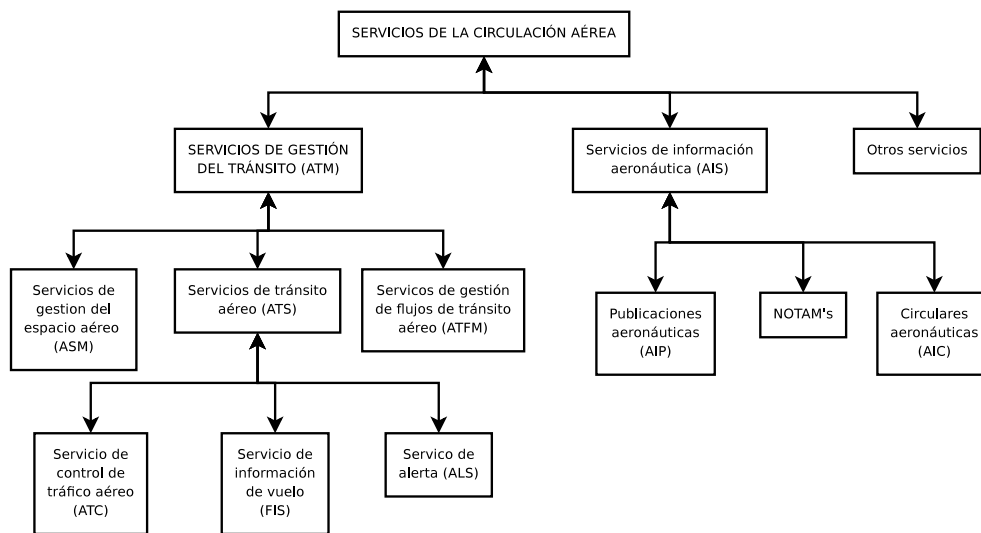 SERVICIOS DE LA CIRCULACIÓN AÉREA
SERVICIOS DE GESTIÓN
DEL TRÁNSITO (ATM)
Servicios de información
aeronáutica (AIS)
Otros servicios
Servicios de
gestion del
espacio aéreo
(ASM)
Servicios de tránsito
aéreo (ATS)
Servicos de gestión
de flujos de tránsito
aéreo (ATFM)
Publicaciones
aeronáuticas
(AIP)
NOTAM's
Circulares
aeronáuticas
(AIC)
Servicio de
control de
tráfico aéreo
(ATC)
Servicio de
información
de vuelo
(FIS)
Servico de
alerta (ALS)